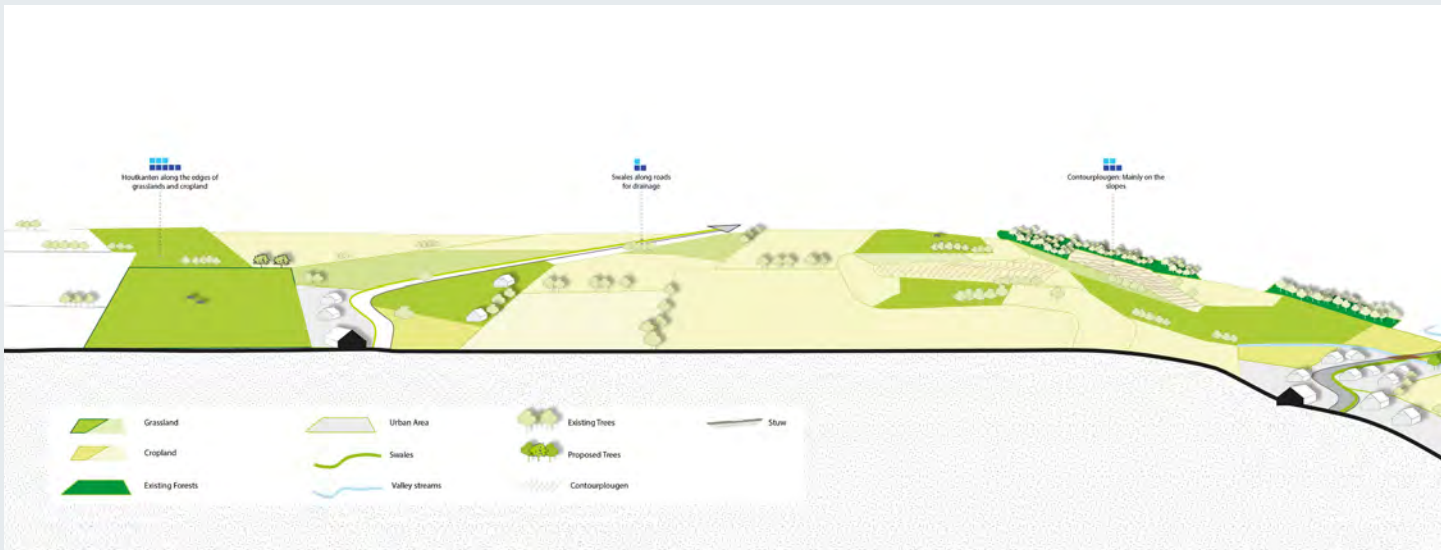 Houtkanten along the edges of
grasslands and cropland
Swales along roads
for drainage
Contourplougen: Mainly on the
slopes
Grassland
Urban Area
Existing Trees
Stuw
Cropland
Swales
Proposed Trees
Existing Forests
Valley streams
Contourplougen